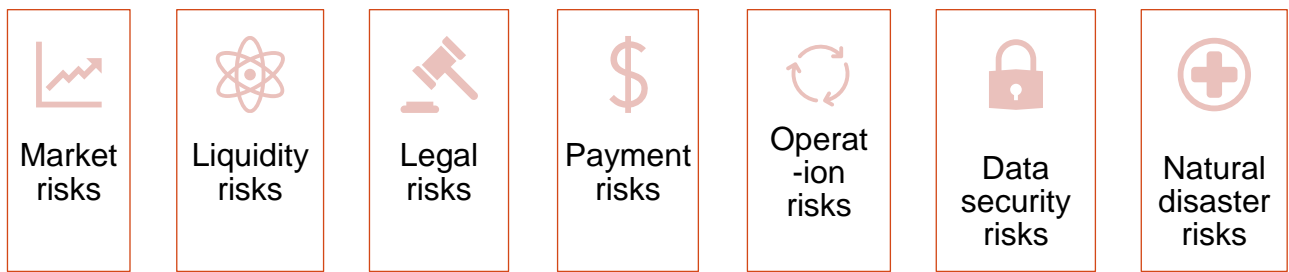 Market
risks
Liquidity
risks
Legal
risks
Payment
risks
Operat
-ion
risks
Data
security
risks
Natural
disaster
risks